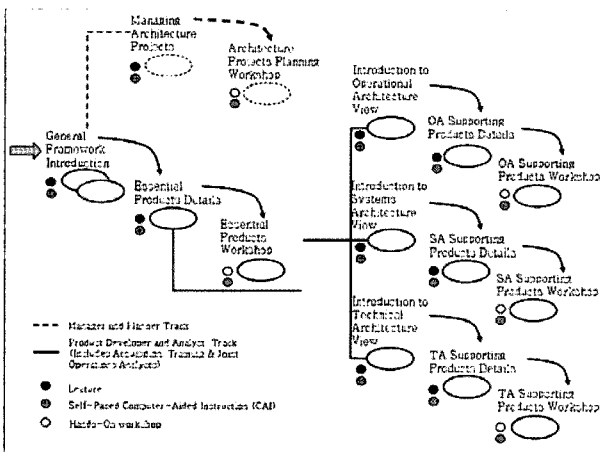 Managing
Architecture
Projects
Architecture
Projects Planning
Workshop
General
Framework
Introduction
Essential
Products Details
Essential
Products
Workshop
Introduction to
Operational
Architecture
View
OA Supporting
Products Details
OA Supporting
Products Workshop
Introduction to
Systems
Architecture
View
SA Supporting
Products Details
SA Supporting
Products Workshop
Introduction to
Technical
Architecture
View
TA Supporting
Products Details
TA Supporting
Products Workshop
Manager and Planner Track
Product Developer and Analyst Track
(Includes Acquisition, Training & Joint
Operations Analysts)
Lecture
Self-Paced Computer-Aided Instruction (CAI)
Hands-On workshop